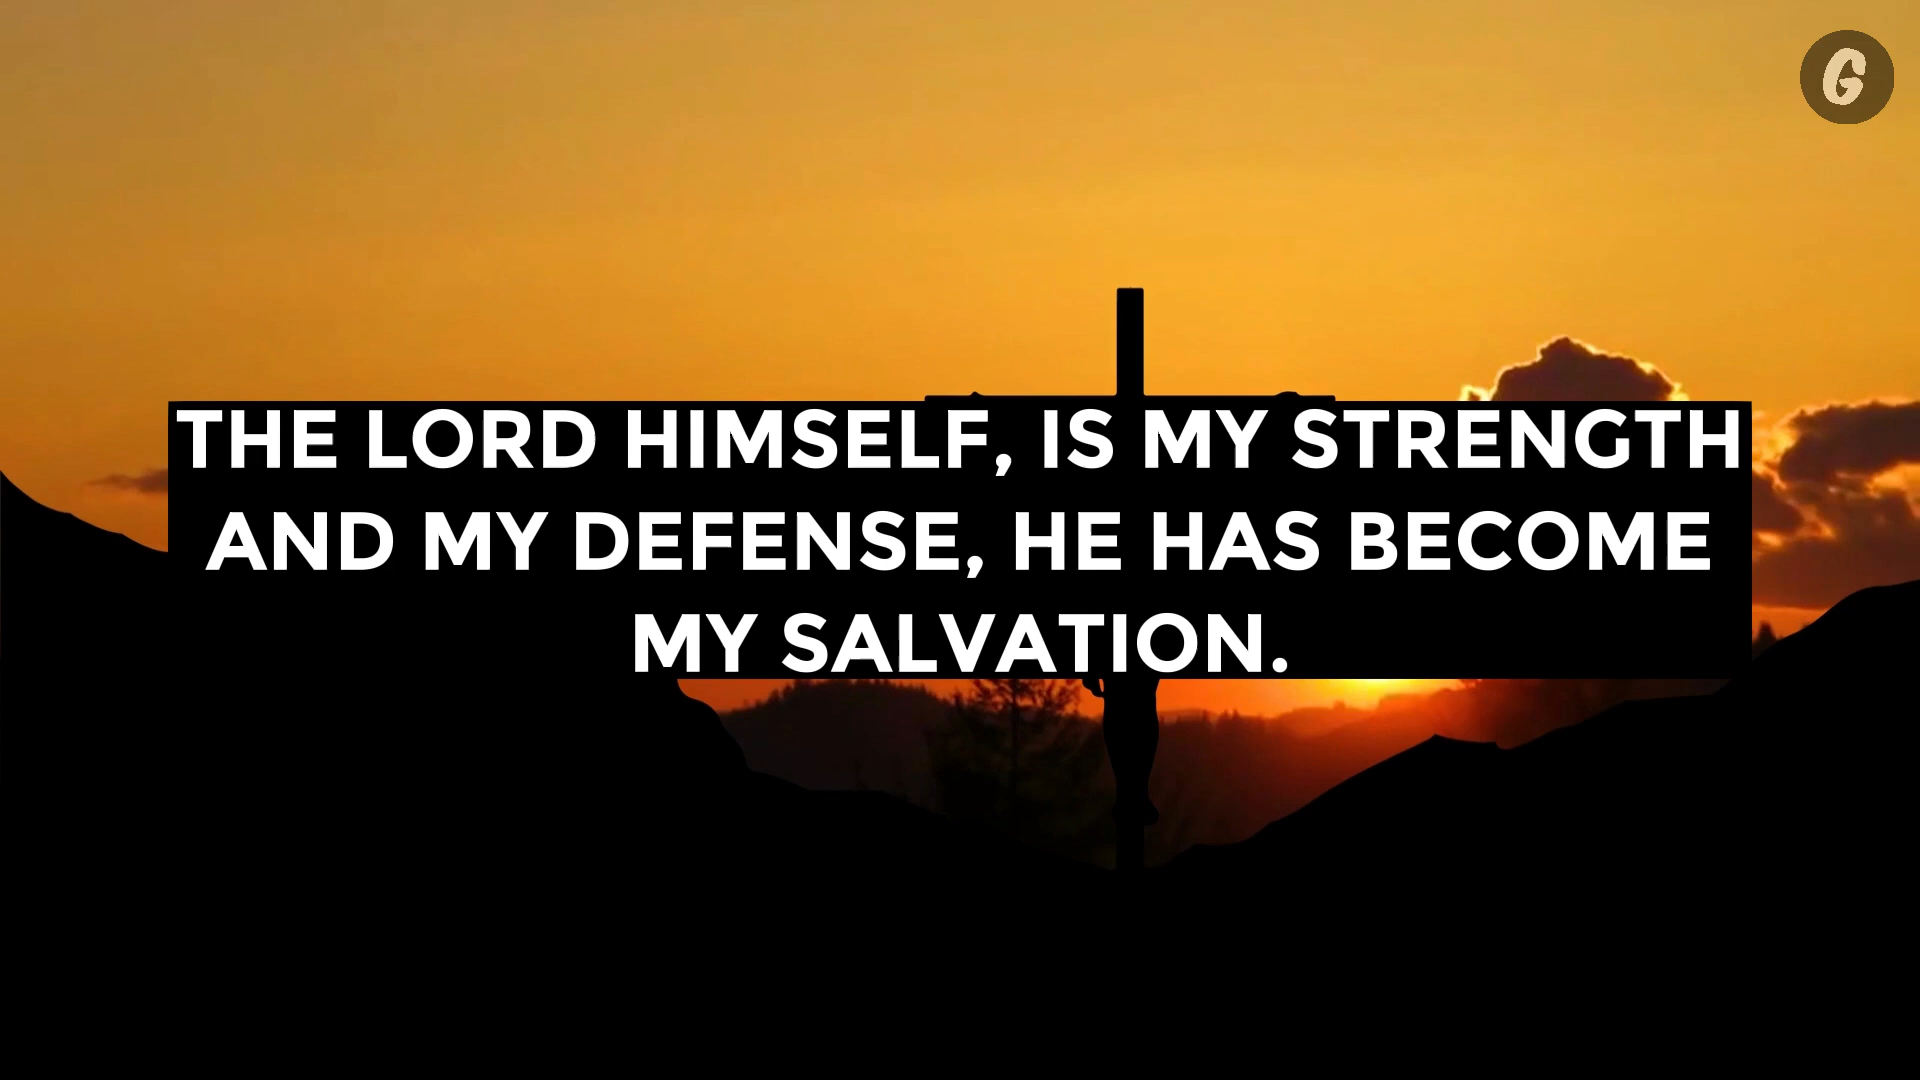 G
THE LORD HIMSELF, IS MY STRENGTH
AND MY DEFENSE, HE HAS BECOME
MY SALVATION.